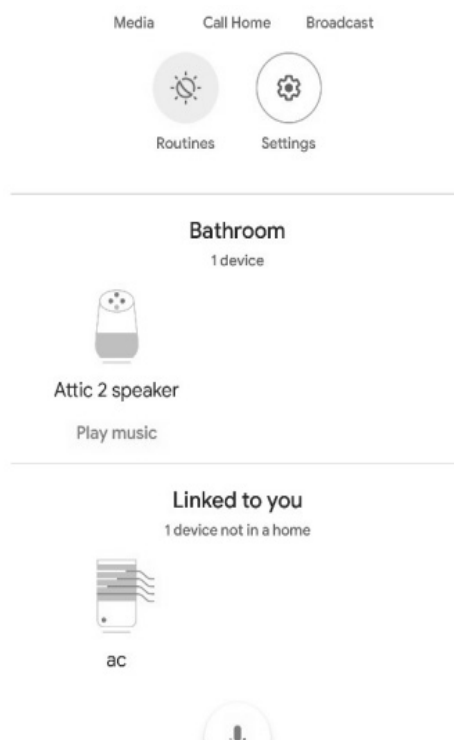 Media Call Home Broadcast
Routines Settings
Bathroom
1 device
Attic 2 speaker
Play music
Linked to you
1 device not in a home
ac